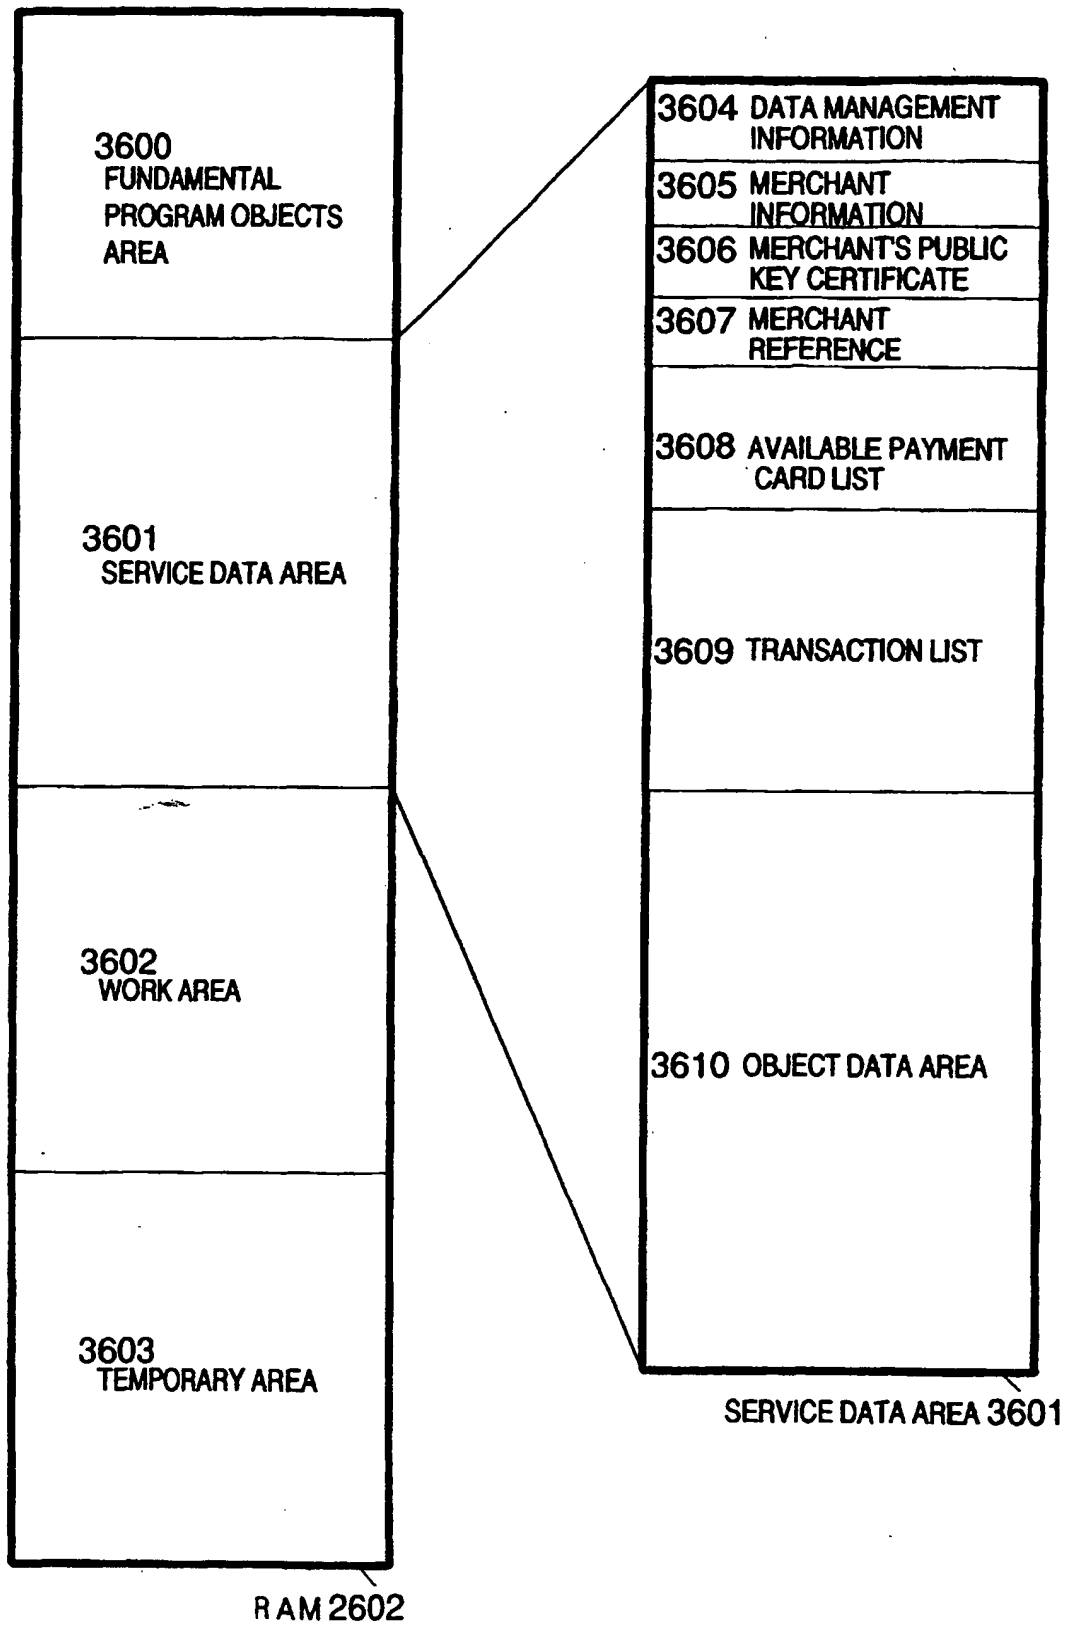 3600
FUNDAMENTAL
PROGRAM OBJECTS
AREA
3601
SERVICE DATA AREA
3602
WORK AREA
3603
TEMPORARY AREA
RAM 2602
3604 DATA MANAGEMENT
INFORMATION
3605 MERCHANT
INFORMATION
3606 MERCHANT'S PUBLIC
KEY CERTIFICATE
3607 MERCHANT
REFERENCE
3608 AVAILABLE PAYMENT
CARD LIST
3609 TRANSACTION LIST
3610 OBJECT DATA AREA
SERVICE DATA AREA 3601